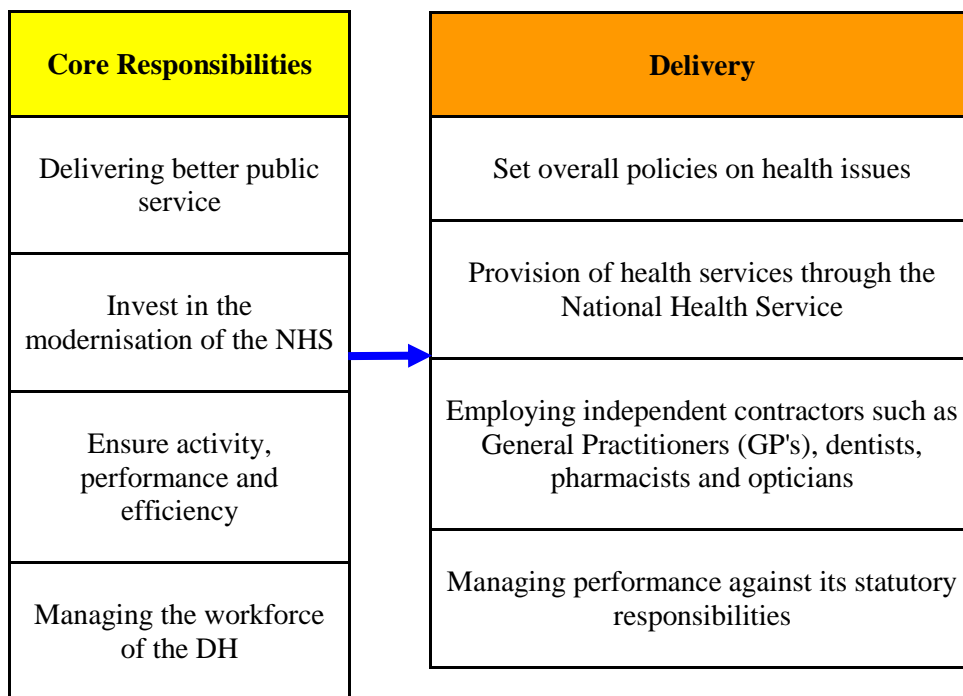 Core Responsibilities
Delivering better public
service
Invest in the
modernisation of the NHS
Ensure activity,
performance and
efficiency
Managing the workforce
of the DH
Delivery
Set overall policies on health issues
Provision of health services through the
National Health Service
Employing independent contractors such as
General Practitioners (GP's), dentists,
pharmacists and opticians
Managing performance against its statutory
responsibilities